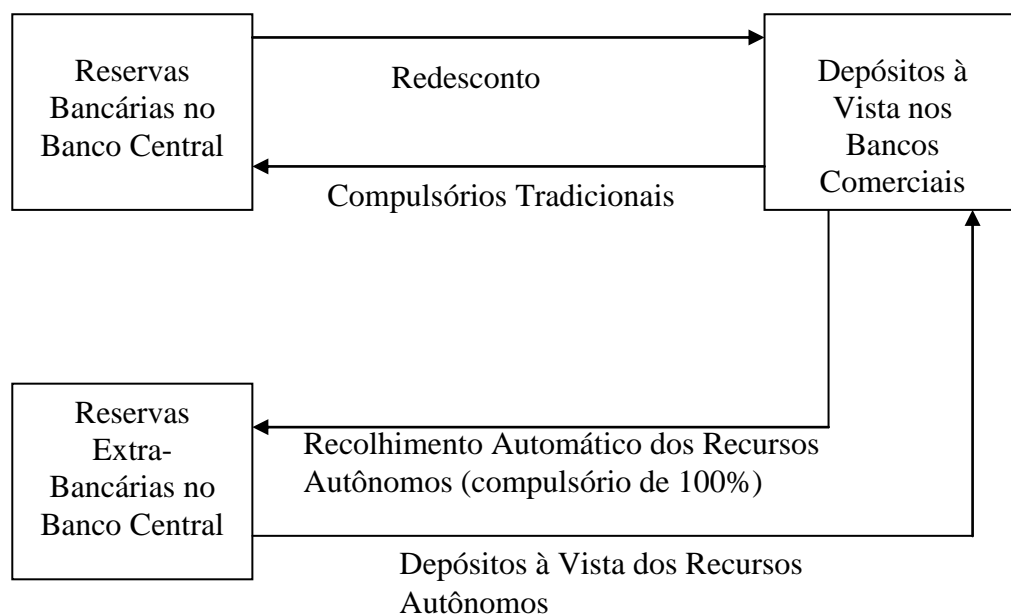 Reservas
Bancárias no
Banco Central
Redesconto
Compulsórios Tradicionais
Depósitos à
Vista nos
Bancos
Comerciais
Reservas
Extra-
Bancárias no
Banco Central
Recolhimento Automático dos Recursos
Autônomos (compulsório de 100%)
Depósitos à Vista dos Recursos
Autônomos